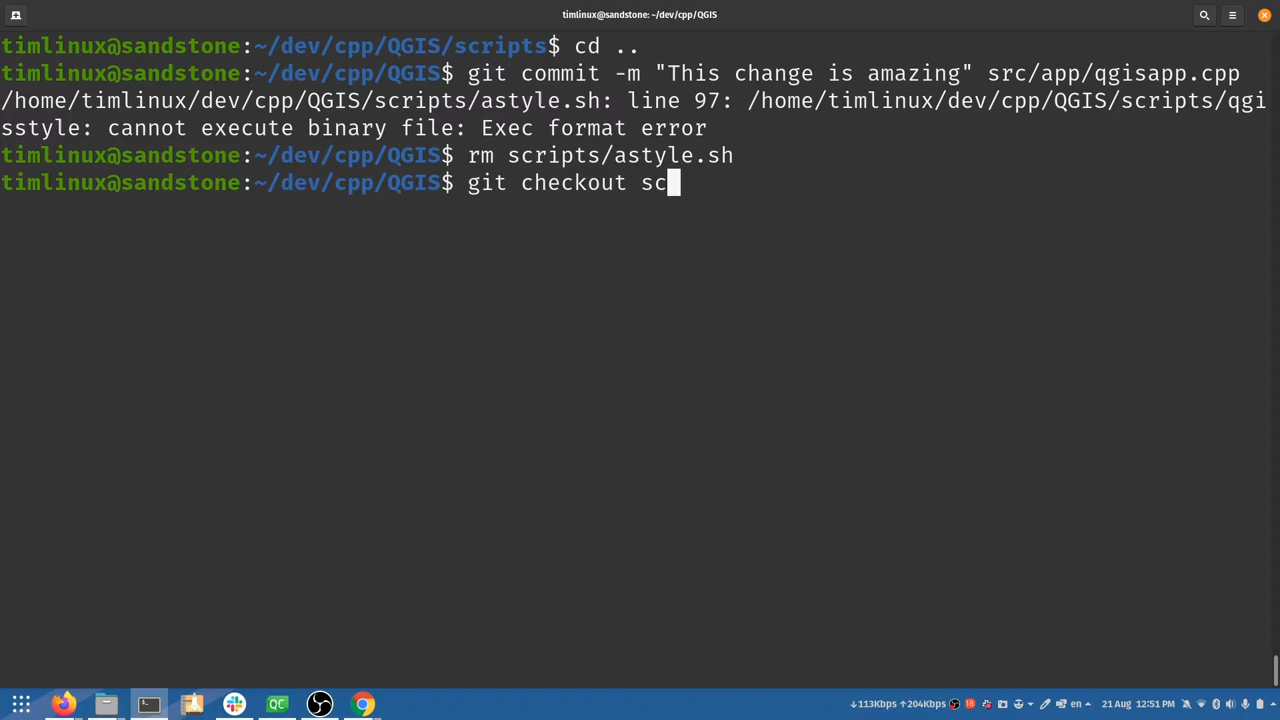 timlinux@sandstone: ~/dev/cpp/QGIS
timlinux@sandstone:~/dev/cpp/QGIS/scripts$ cd ..
timlinux@sandstone:~/dev/cpp/QGIS$ git commit -m "This change is amazing" src/app/qgisapp.cpp
/home/timlinux/dev/cpp/QGIS/scripts/astyle.sh: line 97: /home/timlinux/dev/cpp/QGIS/scripts/qgi
sstyle: cannot execute binary file: Exec format error
timlinux@sandstone:~/dev/cpp/QGIS$ rm scripts/astyle.sh
timlinux@sandstone:~/dev/cpp/QGIS$ git checkout sc
QC
↓113Kbps ↑204Kbps 18 en 21 Aug 12:51 PM